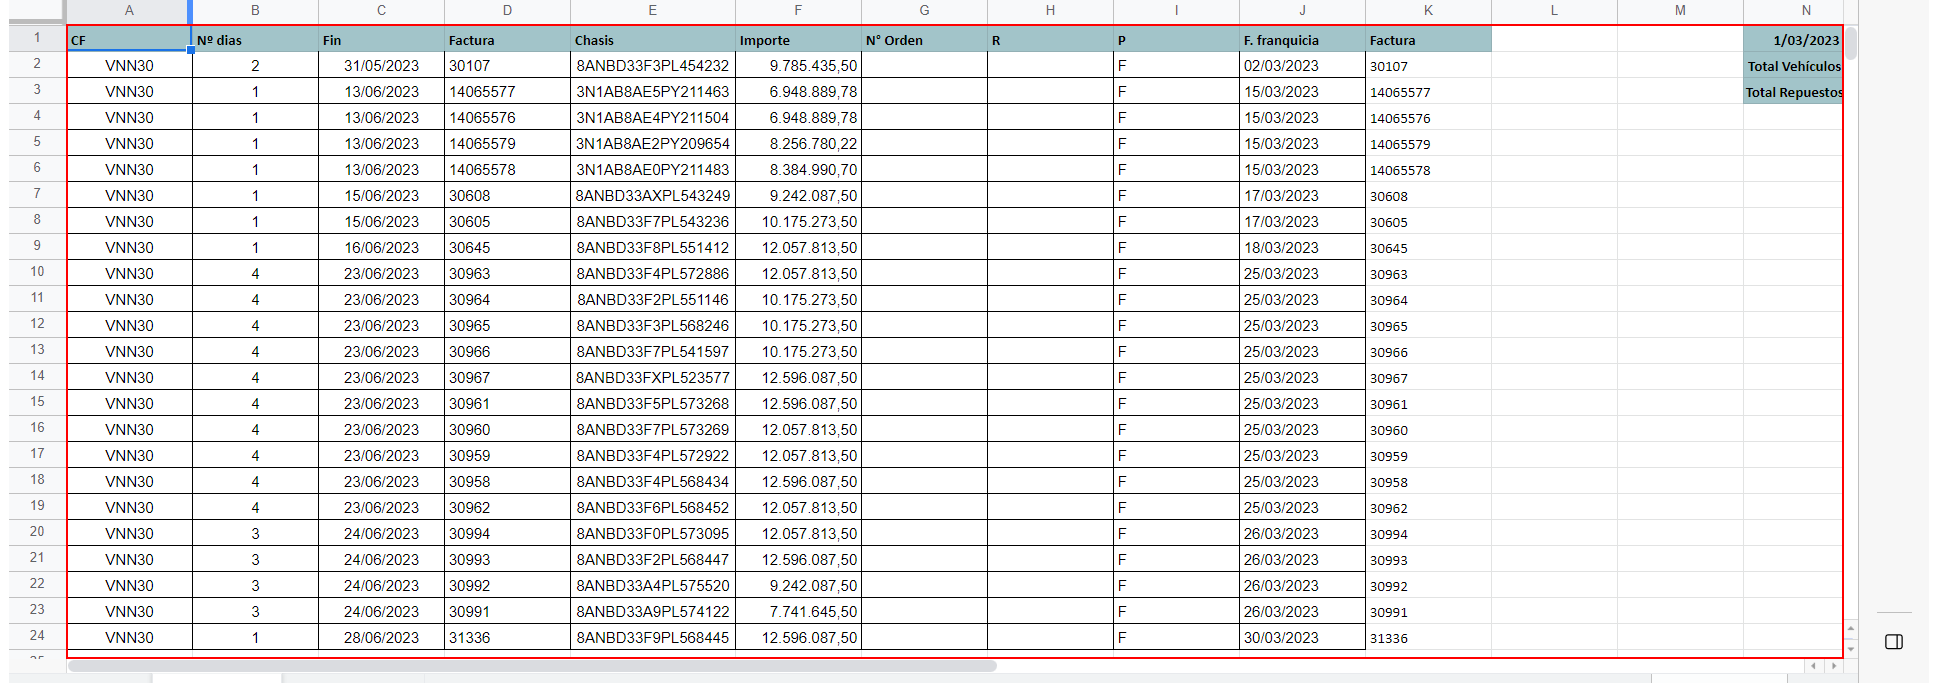 A B C D E F G H I J K L M N
1 CF Nº dias Fin Factura Chasis Importe N° Orden R P F. franquicia Factura 1/03/2023
2 VNN30 2 31/05/2023 30107 8ANBD33F3PL454232 9.785.435,50 F 02/03/2023 30107 Total Vehículos
3 VNN30 1 13/06/2023 14065577 3N1AB8AE5PY211463 6.948.889,78 F 15/03/2023 14065577 Total Repuestos
4 VNN30 1 13/06/2023 14065576 3N1AB8AE4PY211504 6.948.889,78 F 15/03/2023 14065576
5 VNN30 1 13/06/2023 14065579 3N1AB8AE2PY209654 8.256.780,22 F 15/03/2023 14065579
6 VNN30 1 13/06/2023 14065578 3N1AB8AE0PY211483 8.384.990,70 F 15/03/2023 14065578
7 VNN30 1 15/06/2023 30608 8ANBD33AXPL543249 9.242.087,50 F 17/03/2023 30608
8 VNN30 1 15/06/2023 30605 8ANBD33F7PL543236 10.175.273,50 F 17/03/2023 30605
9 VNN30 1 16/06/2023 30645 8ANBD33F8PL551412 12.057.813,50 F 18/03/2023 30645
10 VNN30 4 23/06/2023 30963 8ANBD33F4PL572886 12.057.813,50 F 25/03/2023 30963
11 VNN30 4 23/06/2023 30964 8ANBD33F2PL551146 10.175.273,50 F 25/03/2023 30964
12 VNN30 4 23/06/2023 30965 8ANBD33F3PL568246 10.175.273,50 F 25/03/2023 30965
13 VNN30 4 23/06/2023 30966 8ANBD33F7PL541597 10.175.273,50 F 25/03/2023 30966
14 VNN30 4 23/06/2023 30967 8ANBD33FXPL523577 12.596.087,50 F 25/03/2023 30967
15 VNN30 4 23/06/2023 30961 8ANBD33F5PL573268 12.596.087,50 F 25/03/2023 30961
16 VNN30 4 23/06/2023 30960 8ANBD33F7PL573269 12.057.813,50 F 25/03/2023 30960
17 VNN30 4 23/06/2023 30959 8ANBD33F4PL572922 12.057.813,50 F 25/03/2023 30959
18 VNN30 4 23/06/2023 30958 8ANBD33F4PL568434 12.596.087,50 F 25/03/2023 30958
19 VNN30 4 23/06/2023 30962 8ANBD33F6PL568452 12.057.813,50 F 25/03/2023 30962
20 VNN30 3 24/06/2023 30994 8ANBD33F0PL573095 12.057.813,50 F 26/03/2023 30994
21 VNN30 3 24/06/2023 30993 8ANBD33F2PL568447 12.596.087,50 F 26/03/2023 30993
22 VNN30 3 24/06/2023 30992 8ANBD33A4PL575520 9.242.087,50 F 26/03/2023 30992
23 VNN30 3 24/06/2023 30991 8ANBD33A9PL574122 7.741.645,50 F 26/03/2023 30991
24 VNN30 1 28/06/2023 31336 8ANBD33F9PL568445 12.596.087,50 F 30/03/2023 31336